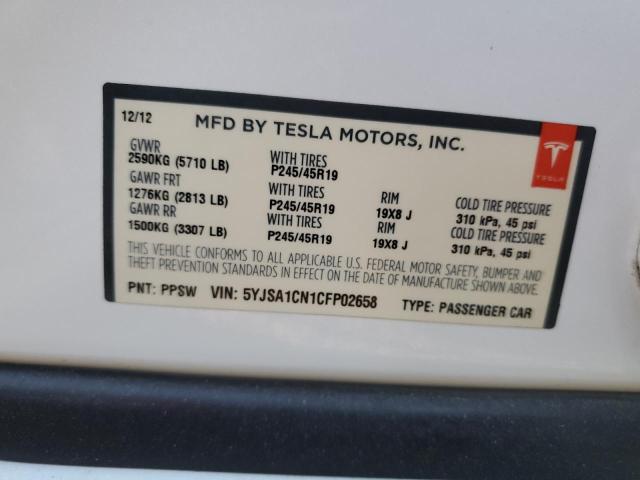 12/12 MFD BY TESLA MOTORS, INC.
TESLA
GVWR
2590KG (5710 LB) WITH TIRES P245/45R19
GAWR FRT
1276KG (2813 LB) WITH TIRES P245/45R19 RIM 19X8 J COLD TIRE PRESSURE 310 kPa, 45 psi
GAWR RR
1500KG (3307 LB) WITH TIRES P245/45R19 RIM 19X8 J COLD TIRE PRESSURE 310 kPa, 45 psi
THIS VEHICLE CONFORMS TO ALL APPLICABLE U.S. FEDERAL MOTOR SAFETY, BUMPER AND
THEFT PREVENTION STANDARDS IN EFFECT ON THE DATE OF MANUFACTURE SHOWN ABOVE.
PNT: PPSW VIN: 5YJSA1CN1CFP02658 TYPE: PASSENGER CAR